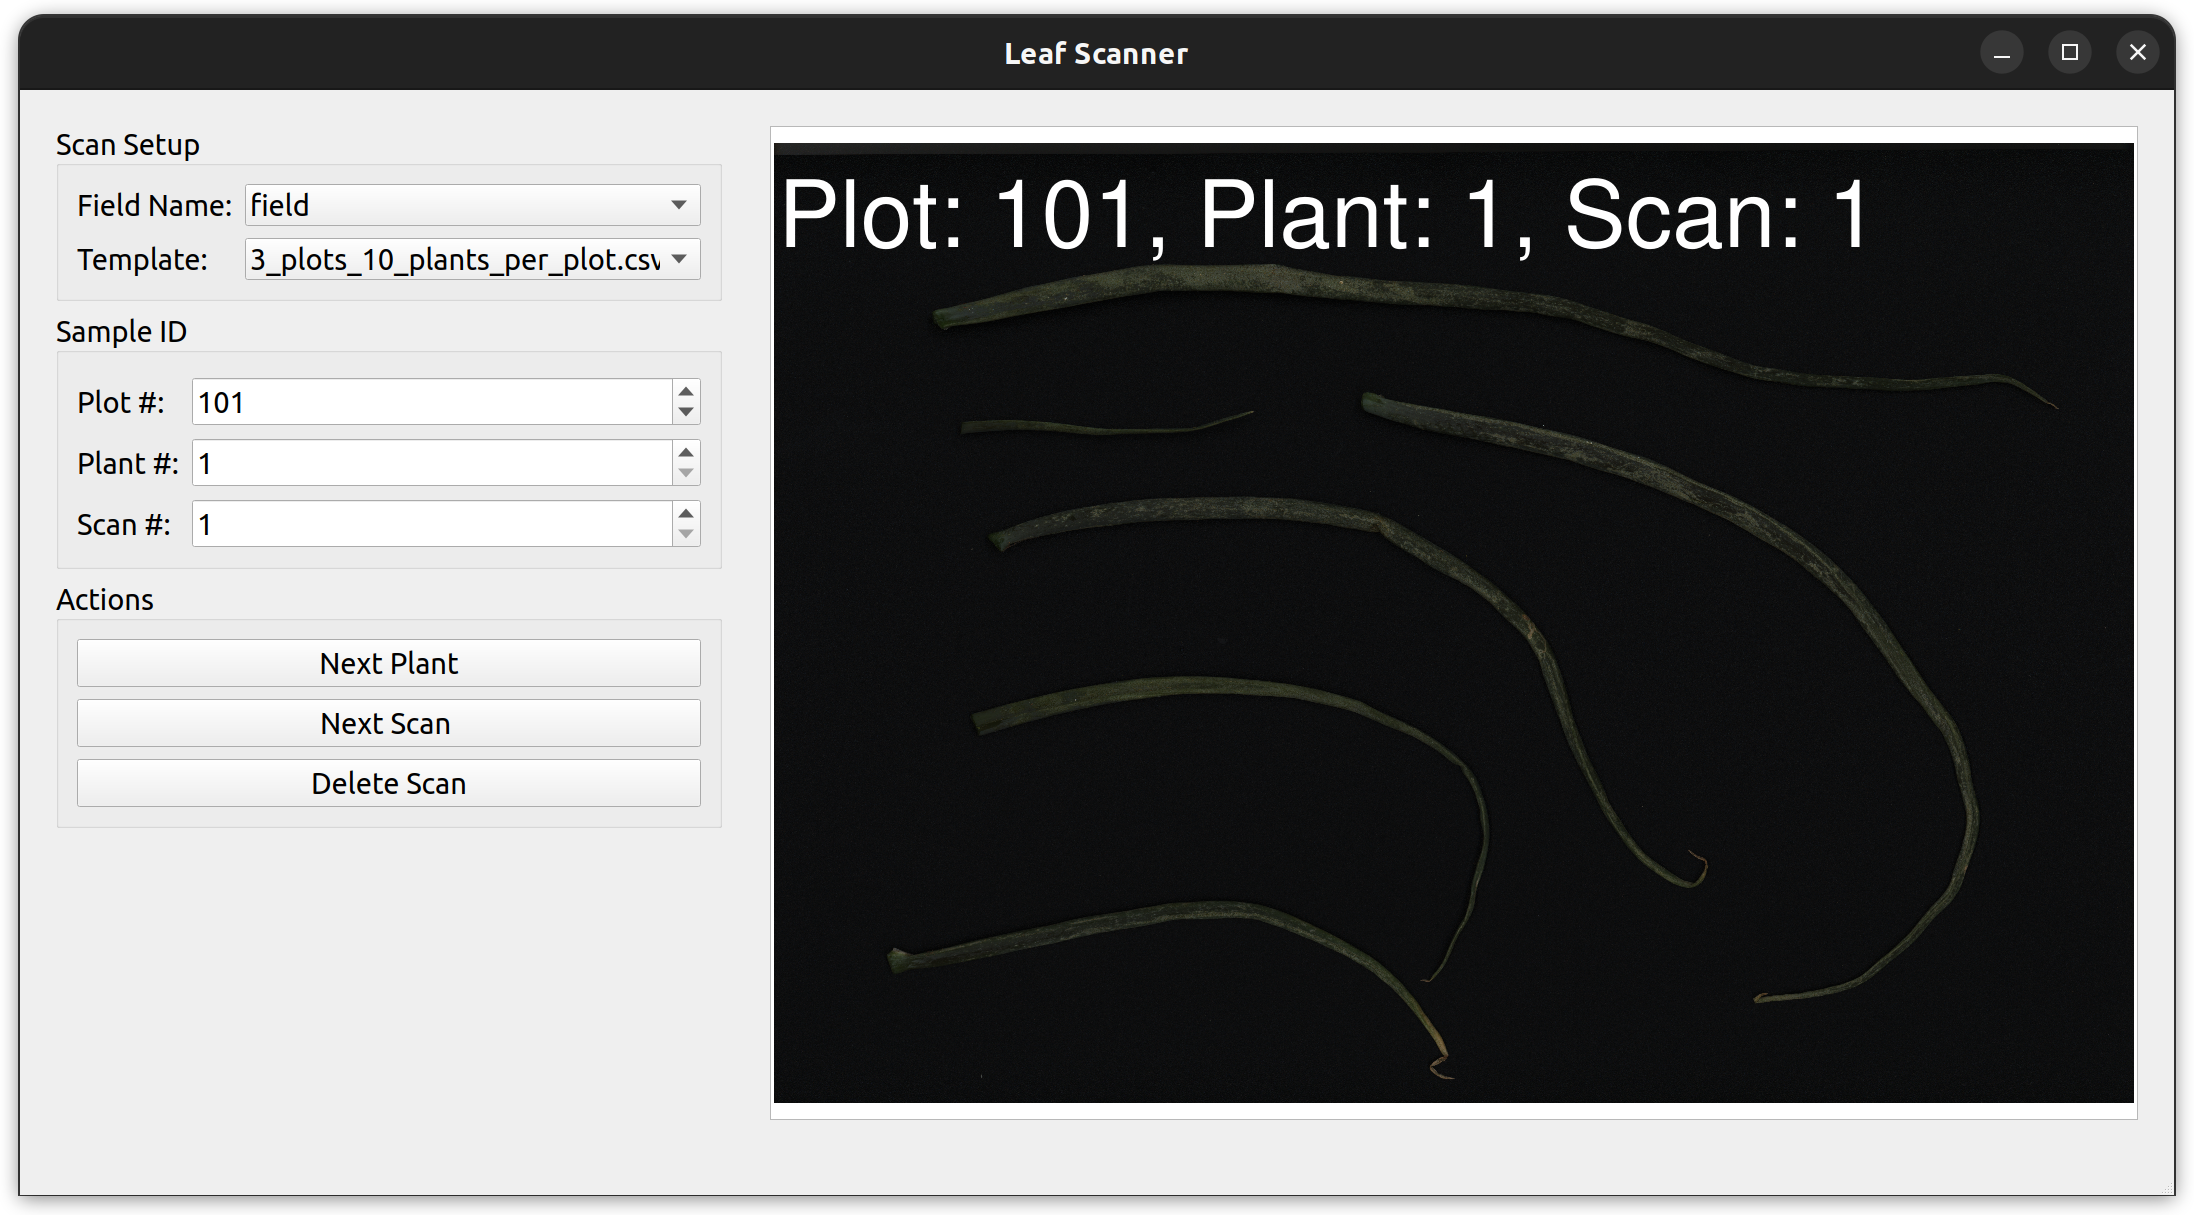 Leaf Scanner
Scan Setup
Field Name: field
Template: 3_plots_10_plants_per_plot.csv
Sample ID
Plot #: 101
Plant #: 1
Scan #: 1
Actions
Next Plant
Next Scan
Delete Scan
Plot: 101, Plant: 1, Scan: 1